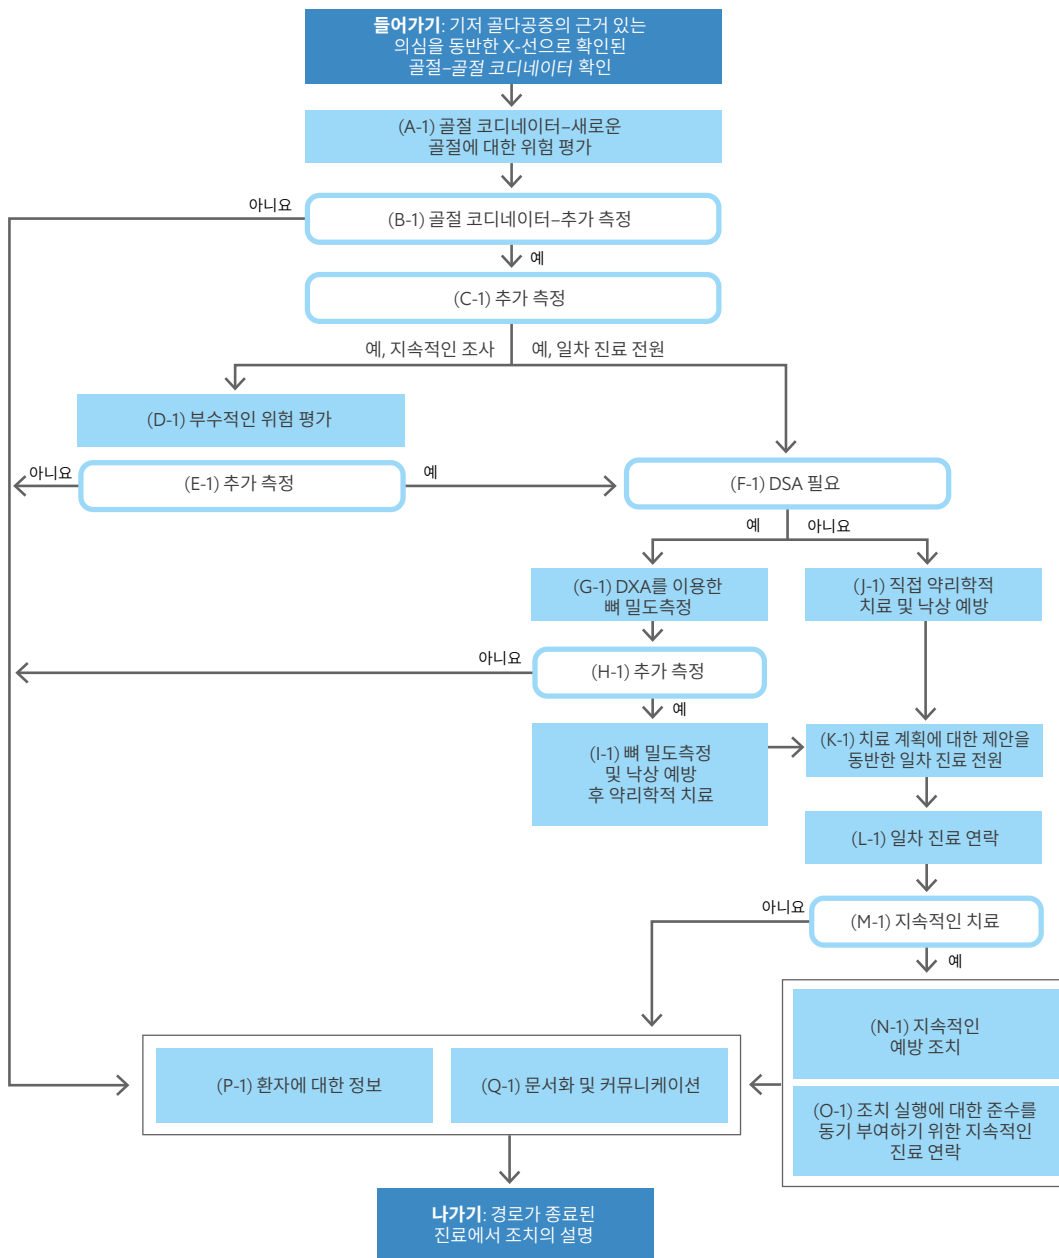 들어가기: 기저 골다공증의 근거 있는
의심을 동반한 X-선으로 확인된
골절–골절 코디네이터 확인
(A-1) 골절 코디네이터–새로운
골절에 대한 위험 평가
아니요
(B-1) 골절 코디네이터–추가 측정
예
(C-1) 추가 측정
예, 지속적인 조사
예, 일차 진료 전원
(D-1) 부수적인 위험 평가
아니요
(E-1) 추가 측정
예
(F-1) DSA 필요
예
아니요
(G-1) DXA를 이용한
뼈 밀도측정
(J-1) 직접 약리학적
치료 및 낙상 예방
아니요
(H-1) 추가 측정
예
(I-1) 뼈 밀도측정
및 낙상 예방
후 약리학적 치료
(K-1) 치료 계획에 대한 제안을
동반한 일차 진료 전원
(L-1) 일차 진료 연락
아니요
(M-1) 지속적인 치료
예
(N-1) 지속적인
예방 조치
(O-1) 조치 실행에 대한 준수를
동기 부여하기 위한 지속적인
진료 연락
(P-1) 환자에 대한 정보
(Q-1) 문서화 및 커뮤니케이션
나가기: 경로가 종료된
진료에서 조치의 설명